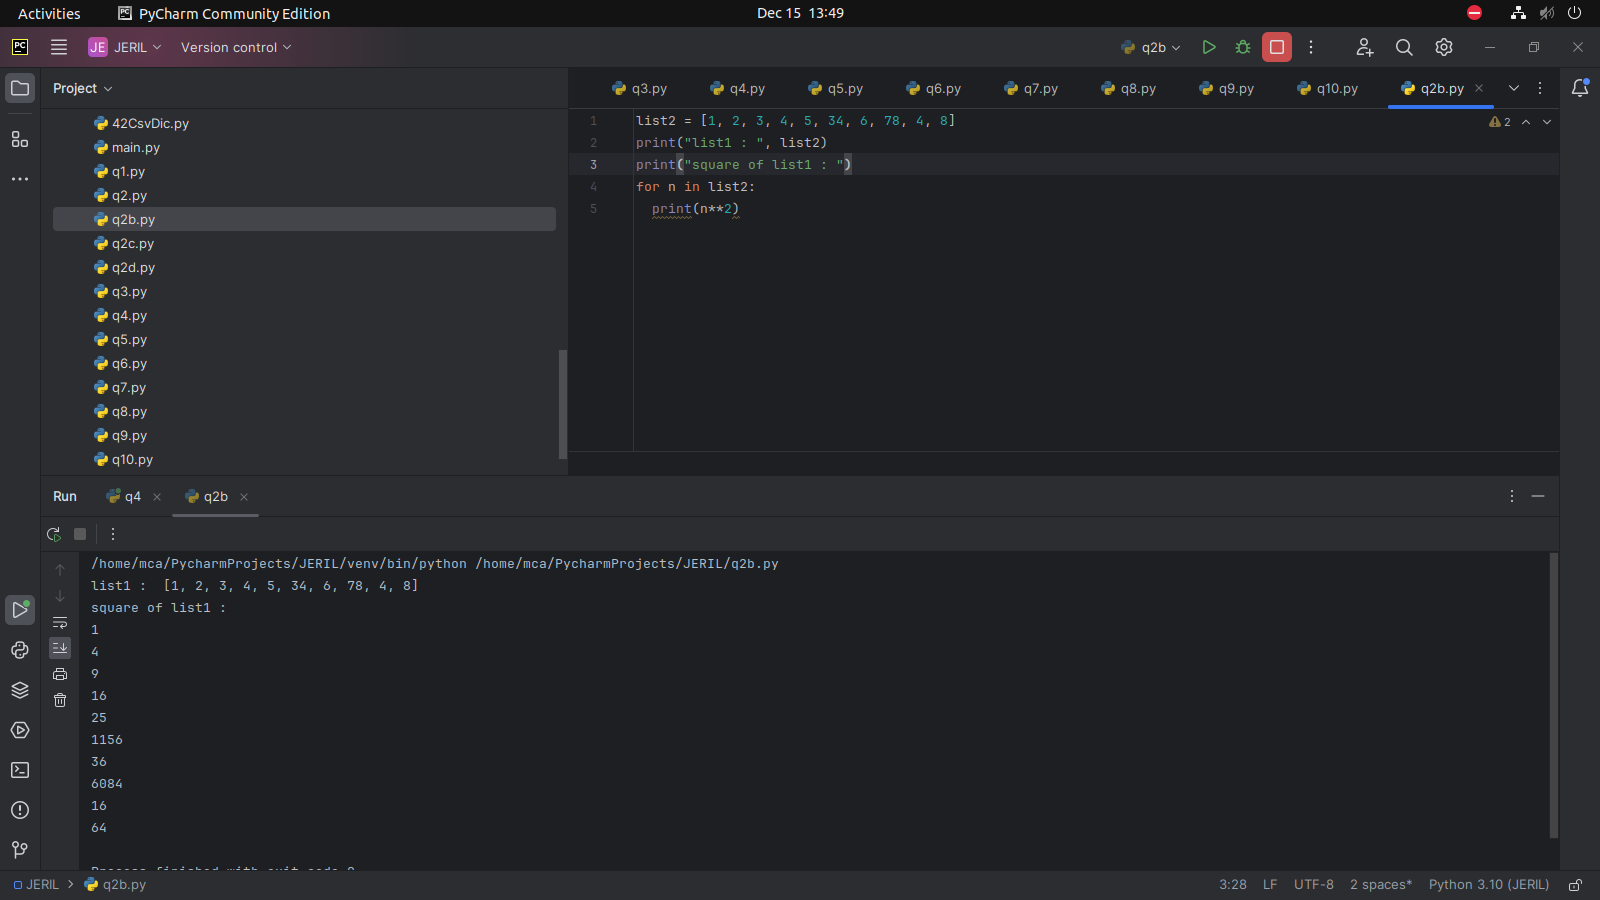 Activities PyCharm Community Edition Dec 15 13:49
PC JE JERIL Version control q2b
Project q3.py q4.py q5.py q6.py q7.py q8.py q9.py q10.py q2b.py
42CsvDic.py
main.py
q1.py
q2.py
q2b.py
q2c.py
q2d.py
q3.py
q4.py
q5.py
q6.py
q7.py
q8.py
q9.py
q10.py
1 list2 = [1, 2, 3, 4, 5, 34, 6, 78, 4, 8] 2
2 print("list1 : ", list2)
3 print("square of list1 : ")
4 for n in list2:
5 print(n**2)
Run q4 q2b
/home/mca/PycharmProjects/JERIL/venv/bin/python /home/mca/PycharmProjects/JERIL/q2b.py
list1 :  [1, 2, 3, 4, 5, 34, 6, 78, 4, 8]
square of list1 :
1
4
9
16
25
1156
36
6084
16
64
Process finished with exit code 0
JERIL q2b.py 3:28 LF UTF-8 2 spaces* Python 3.10 (JERIL)